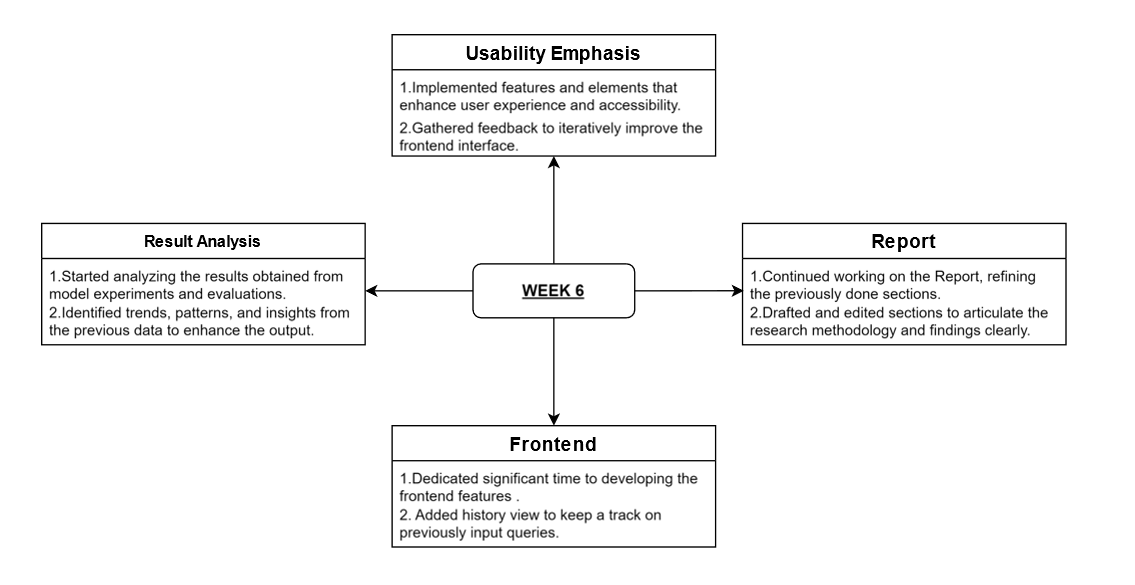 Usability Emphasis
1.Implemented features and elements that
enhance user experience and accessibility.
2.Gathered feedback to iteratively improve the
frontend interface.
Result Analysis
1.Started analyzing the results obtained from
model experiments and evaluations.
2.Identified trends, patterns, and insights from
the previous data to enhance the output.
WEEK 6
Report
1.Continued working on the Report, refining
the previously done sections.
2.Drafted and edited sections to articulate the
research methodology and findings clearly.
Frontend
1.Dedicated significant time to developing the
frontend features .
2. Added history view to keep a track on
previously input queries.